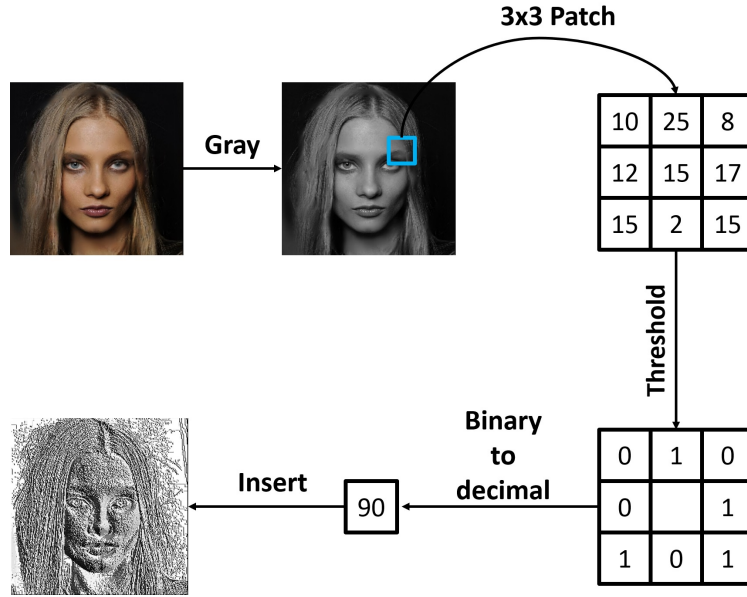 3x3 Patch
Gray
10 25 8
12 15 17
15 2 15
Threshold
Binary
to
decimal
Insert
90
0 1 0
0 1
1 0 1